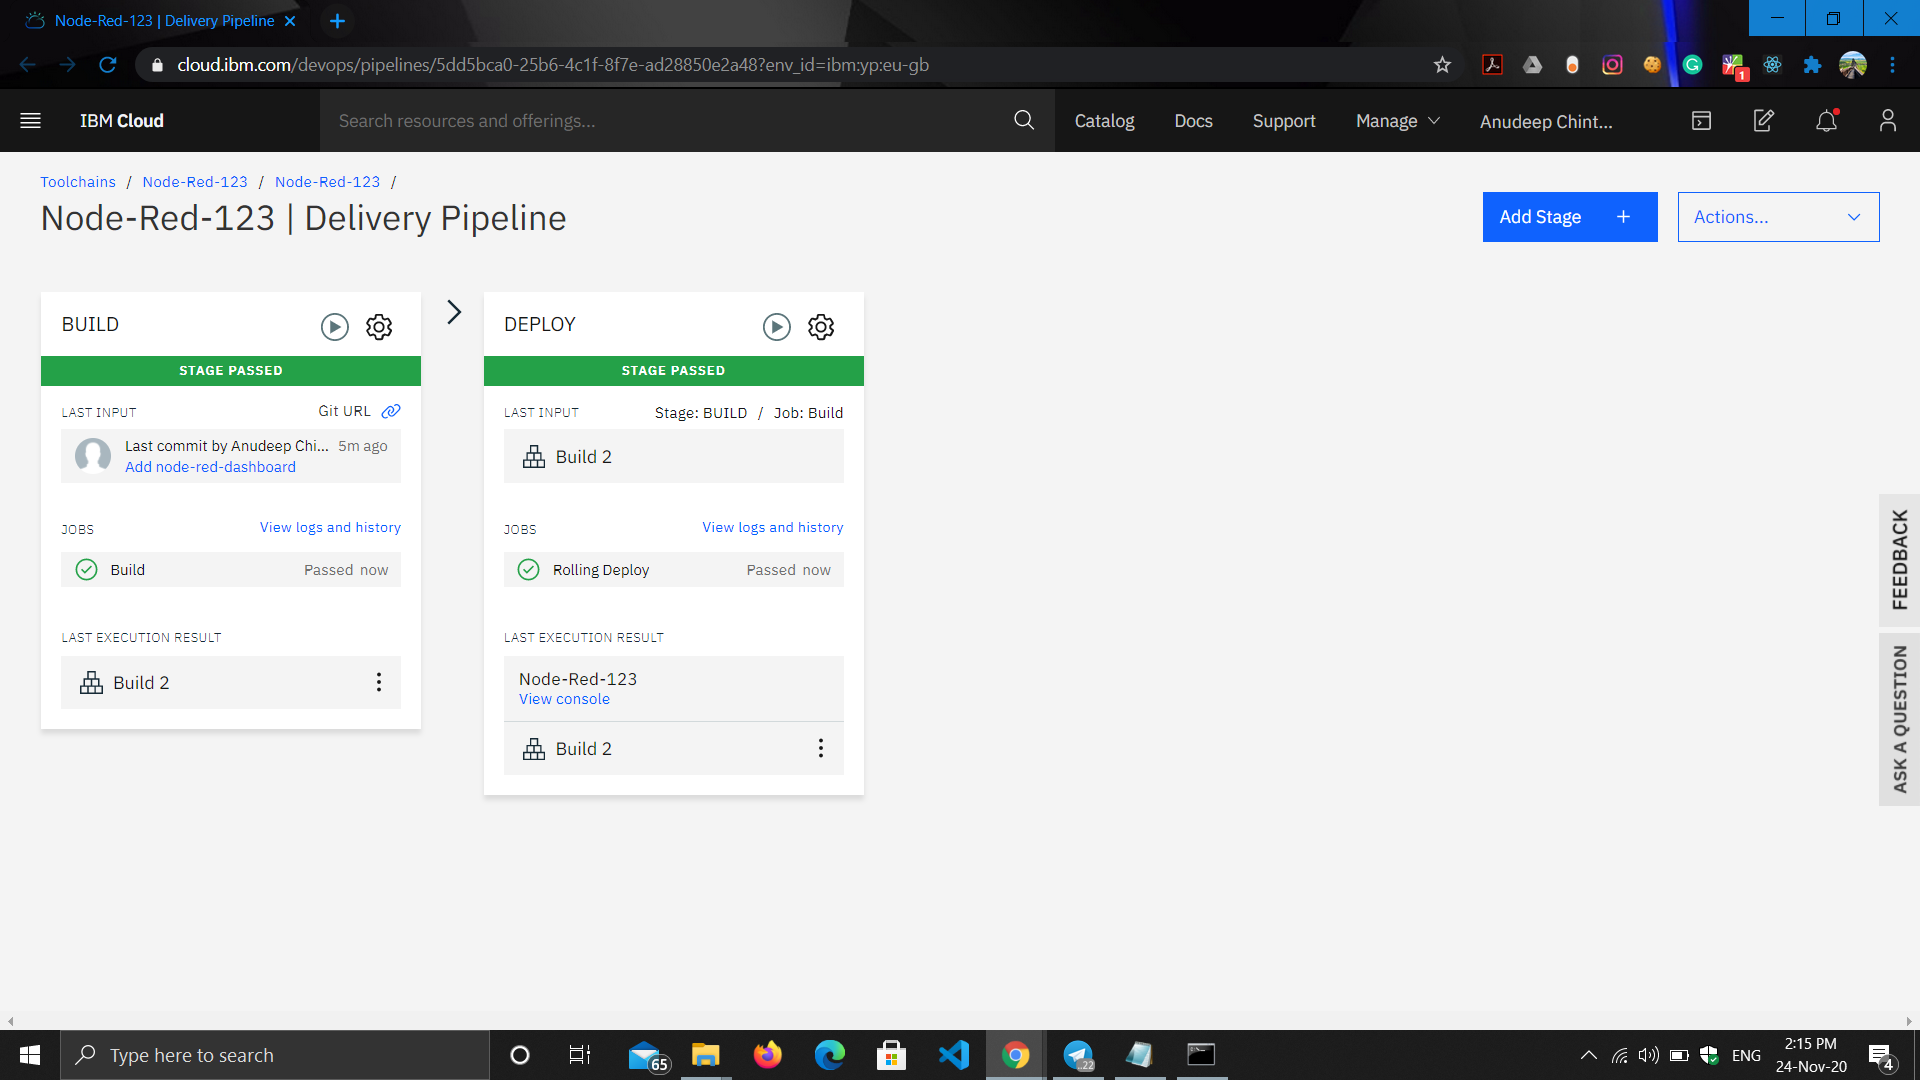 Node-Red-123 | Delivery Pipeline
cloud.ibm.com/devops/pipelines/5dd5bca0-25b6-4c1f-8f7e-ad28850e2a48?env_id=ibm:yp:eu-gb
1
IBM Cloud
Search resources and offerings...
Catalog
Docs
Support
Manage
Anudeep Chint...
Toolchains / Node-Red-123 / Node-Red-123 /
Node-Red-123 | Delivery Pipeline
Add Stage +
Actions...
BUILD
STAGE PASSED
LAST INPUT
Git URL
Last commit by Anudeep Chi... 5m ago
Add node-red-dashboard
JOBS
View logs and history
Build
Passed now
LAST EXECUTION RESULT
Build 2
DEPLOY
STAGE PASSED
LAST INPUT
Stage: BUILD / Job: Build
Build 2
JOBS
View logs and history
Rolling Deploy
Passed now
LAST EXECUTION RESULT
Node-Red-123
View console
Build 2
FEEDBACK
ASK A QUESTION
Type here to search
65
22
ENG
2:15 PM
24-Nov-20
4